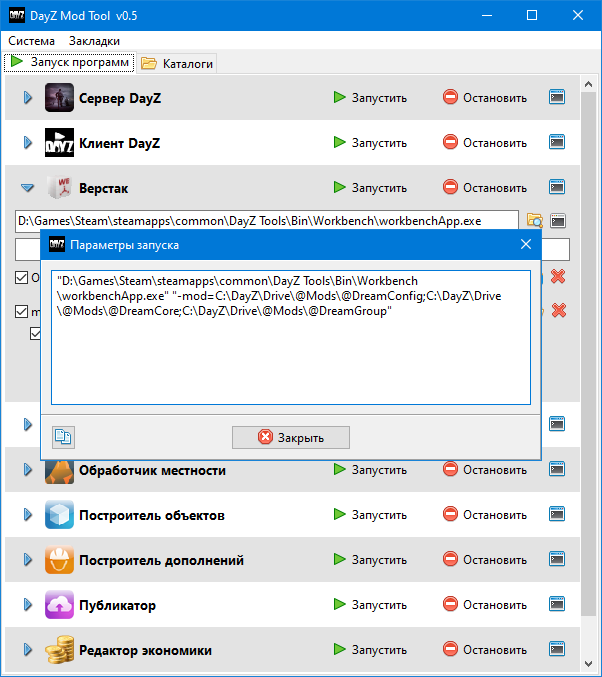 DayZ Mod Tool v0.5
Система Закладки
Запуск программ Каталоги
Сервер DayZ Запустить Остановить
Клиент DayZ Запустить Остановить
Верстак Запустить Остановить
D:\Games\Steam\steamapps\common\DayZ Tools\Bin\Workbench\workbenchApp.exe
Параметры запуска
"D:\Games\Steam\steamapps\common\DayZ Tools\Bin\Workbench
\workbenchApp.exe" "-mod=C:\DayZ\Drive\@Mods\@DreamConfig;C:\DayZ\Drive
\@Mods\@DreamCore;C:\DayZ\Drive\@Mods\@DreamGroup"
Закрыть
Обработчик местности Запустить Остановить
Построитель объектов Запустить Остановить
Построитель дополнений Запустить Остановить
Публикатор Запустить Остановить
Редактор экономики Запустить Остановить